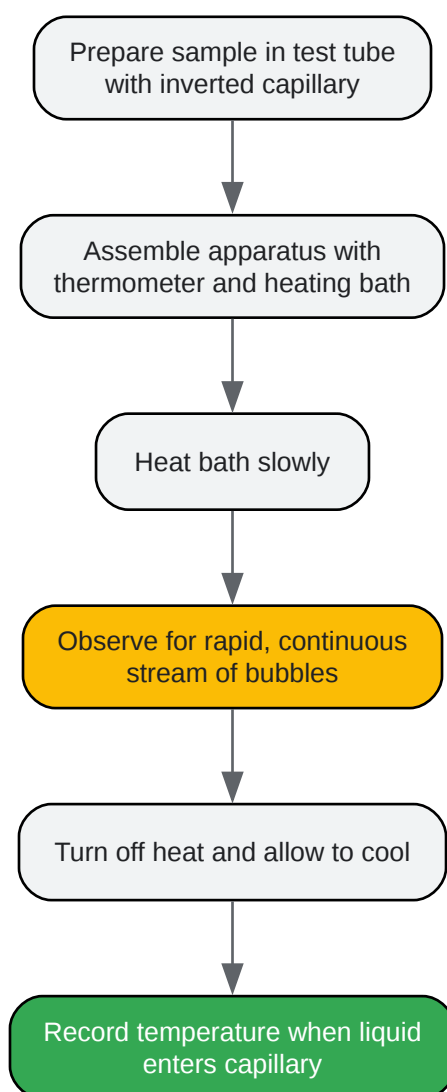 Prepare sample in test tube
with inverted capillary
Assemble apparatus with
thermometer and heating bath
Heat bath slowly
Observe for rapid, continuous
stream of bubbles
Turn off heat and allow to cool
Record temperature when liquid
enters capillary